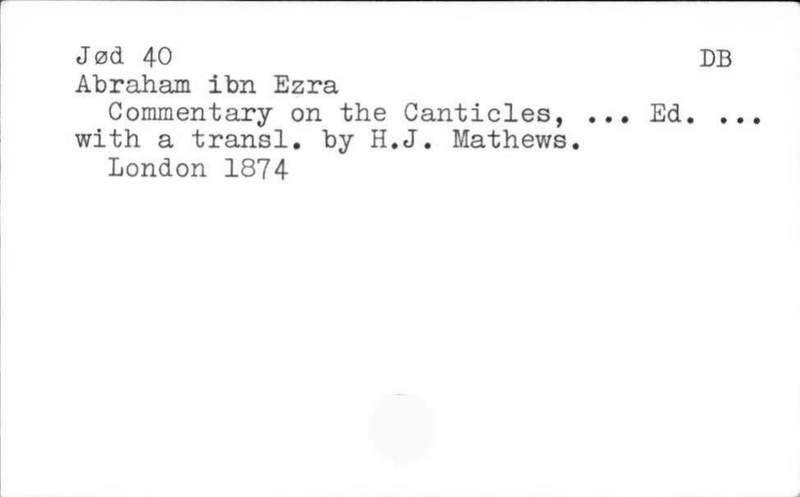 Jød 40 DB
Abraham ibn Ezra
Commentary on the Canticles, ... Ed. ...
with a transl. by H.J. Mathews.
London 1874